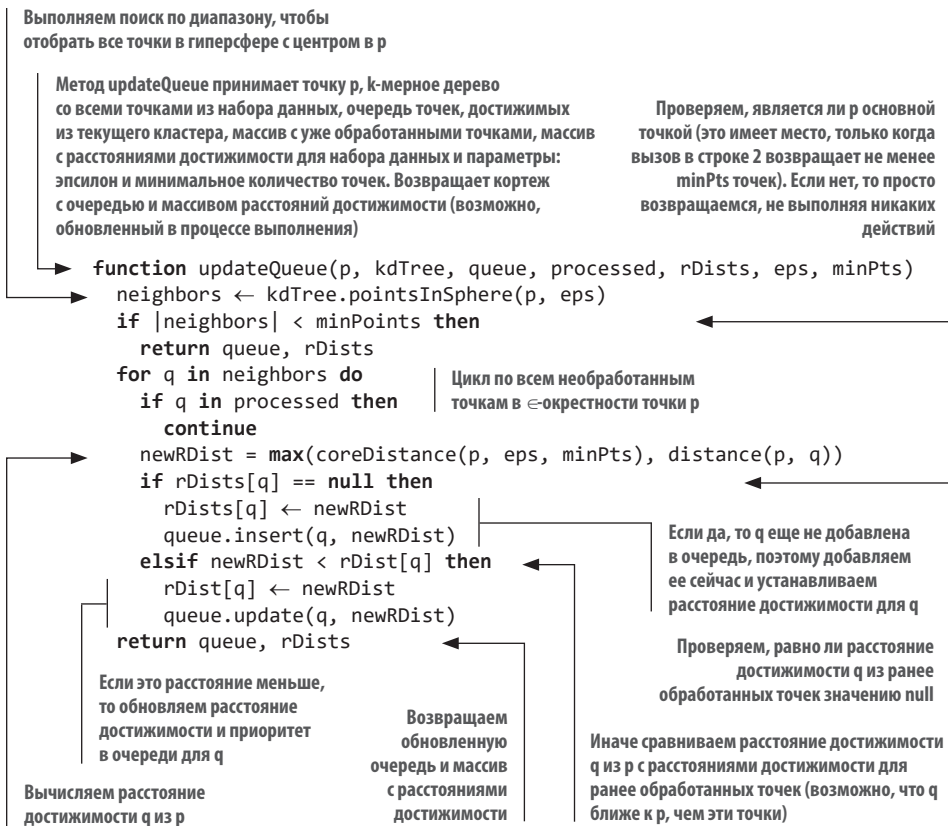 Выполняем поиск по диапазону, чтобы
отобрать все точки в гиперсфере с центром в p
Метод updateQueue принимает точку p, k-мерное дерево
со всеми точками из набора данных, очередь точек, достижимых
из текущего кластера, массив с уже обработанными точками, массив
с расстояниями достижимости для набора данных и параметры:
эпсилон и минимальное количество точек. Возвращает кортеж
с очередью и массивом расстояний достижимости (возможно,
обновленный в процессе выполнения)
Проверяем, является ли p основной
точкой (это имеет место, только когда
вызов в строке 2 возвращает не менее
minPts точек). Если нет, то просто
возвращаемся, не выполняя никаких
действий
function updateQueue(p, kdTree, queue, processed, rDists, eps, minPts)
neighbors ← kdTree.pointsInSphere(p, eps)
if |neighbors| < minPoints then
return queue, rDists
for q in neighbors do
if q in processed then
continue
Цикл по всем необработанным
точкам в ∈-окрестности точки p
newRDist = max(coreDistance(p, eps, minPts), distance(p, q))
if rDists[q] == null then
rDists[q] ← newRDist
queue.insert(q, newRDist)
elsif newRDist < rDist[q] then
rDist[q] ← newRDist
queue.update(q, newRDist)
return queue, rDists
Если да, то q еще не добавлена
в очередь, поэтому добавляем
ее сейчас и устанавливаем
расстояние достижимости для q
Проверяем, равно ли расстояние
достижимости q из ранее
обработанных точек значению null
Если это расстояние меньше,
то обновляем расстояние
достижимости и приоритет
в очереди для q
Возвращаем
обновленную
очередь и массив
с расстояниями
достижимости
Иначе сравниваем расстояние достижимости
q из p с расстояниями достижимости для
ранее обработанных точек (возможно, что q
ближе к p, чем эти точки)
Вычисляем расстояние
достижимости q из p